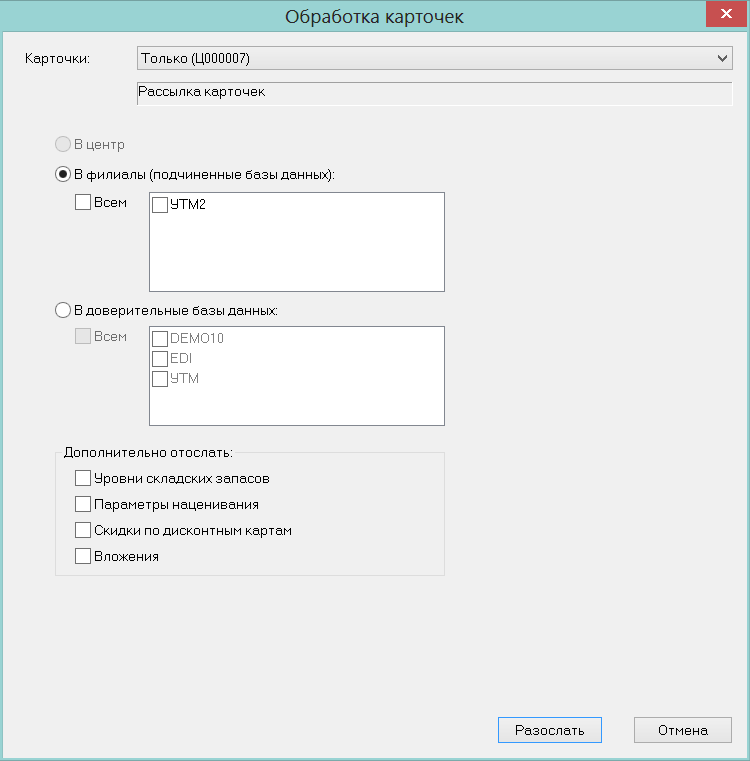 Обработка карточек
Карточки: Только (Ц000007)
Рассылка карточек
В центр
В филиалы (подчиненные базы данных):
Всем УТМ2
В доверительные базы данных:
Всем DEMO10
EDI
УТМ
Дополнительно отослать:
Уровни складских запасов
Параметры наценивания
Скидки по дисконтным картам
Вложения
Разослать Отмена